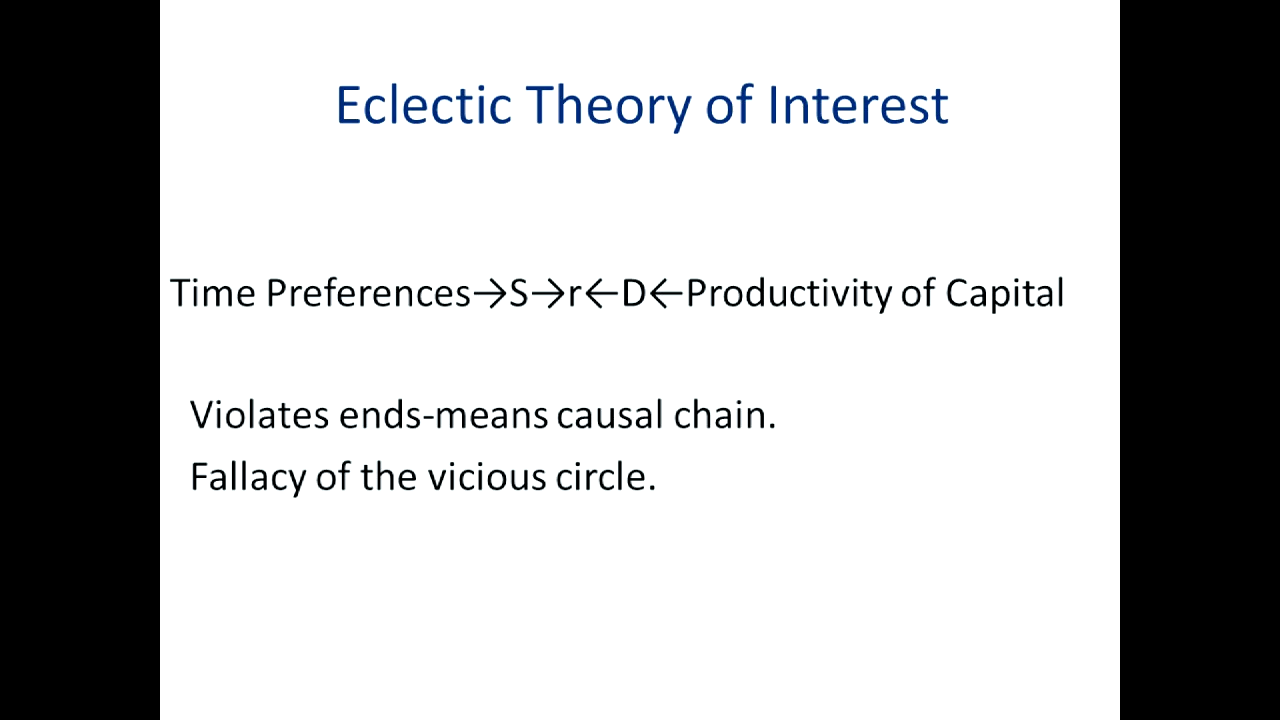 Eclectic Theory of Interest
Time Preferences→S→r←D←Productivity of Capital
Violates ends-means causal chain.
Fallacy of the vicious circle.